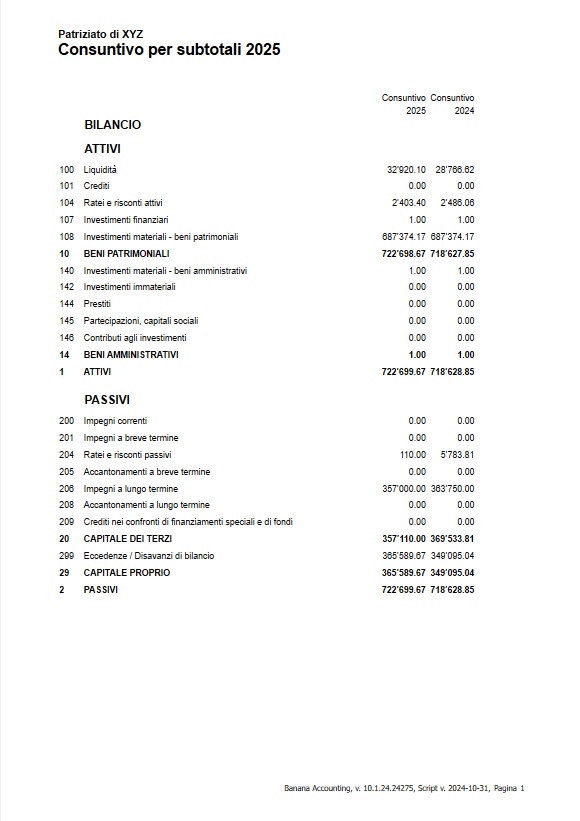 Patriziato di XYZ
Consuntivo per subtotali 2025
Consuntivo Consuntivo
2025 2024
BILANCIO
ATTIVI
100 Liquidità 32'920.10 28'766.62
101 Crediti 0.00 0.00
104 Ratei e risconti attivi 2'403.40 2'486.06
107 Investimenti finanziari 1.00 1.00
108 Investimenti materiali - beni patrimoniali 687'374.17 687'374.17
10 BENI PATRIMONIALI 722'698.67 718'627.85
140 Investimenti materiali - beni amministrativi 1.00 1.00
142 Investimenti immateriali 0.00 0.00
144 Prestiti 0.00 0.00
145 Partecipazioni, capitali sociali 0.00 0.00
146 Contributi agli investimenti 0.00 0.00
14 BENI AMMINISTRATIVI 1.00 1.00
1 ATTIVI 722'699.67 718'628.85
PASSIVI
200 Impegni correnti 0.00 0.00
201 Impegni a breve termine 0.00 0.00
204 Ratei e risconti passivi 110.00 5'783.81
205 Accantonamenti a breve termine 0.00 0.00
206 Impegni a lungo termine 357'000.00 363'750.00
208 Accantonamenti a lungo termine 0.00 0.00
209 Crediti nei confronti di finanziamenti speciali e di fondi 0.00 0.00
20 CAPITALE DEI TERZI 357'110.00 369'533.81
299 Eccedenze / Disavanzi di bilancio 365'589.67 349'095.04
29 CAPITALE PROPRIO 365'589.67 349'095.04
2 PASSIVI 722'699.67 718'628.85
Banana Accounting, v. 10.1.24.24275, Script v. 2024-10-31, Pagina 1